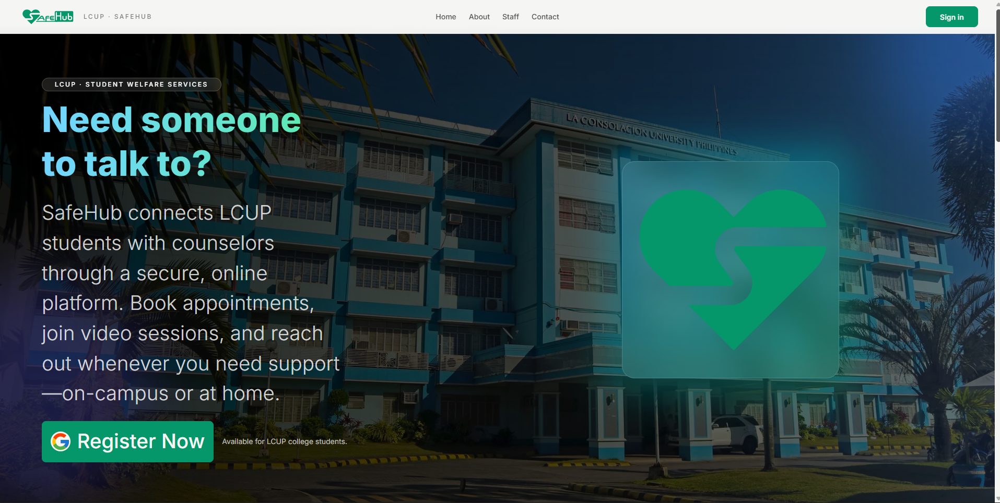 SAFEHub
LCUP · SAFEHUB
Home
About
Staff
Contact
Sign in
LCUP · STUDENT WELFARE SERVICES
Need someone
to talk to?
LA CONSOLACION UNIVERSITY PHILIPPINES
SafeHub connects LCUP
students with counselors
through a secure, online
platform. Book appointments,
join video sessions, and reach
out whenever you need support
—on-campus or at home.
Register Now
Available for LCUP college students.